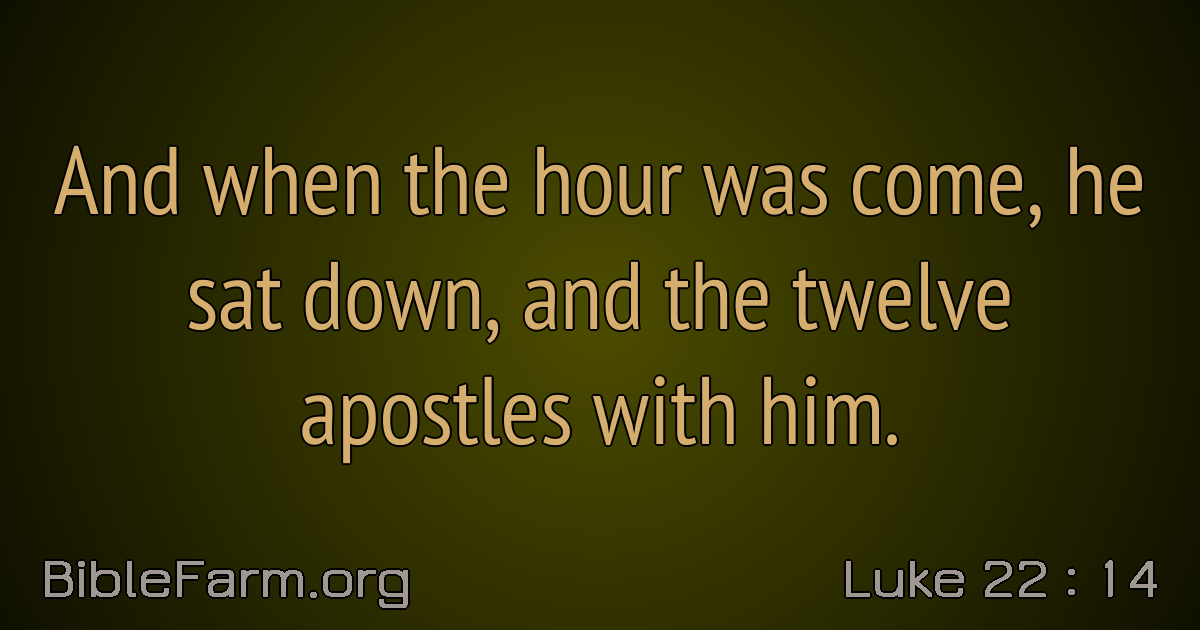 And when the hour was come, he
sat down, and the twelve
apostles with him.
BibleFarm.org
Luke 22 : 14